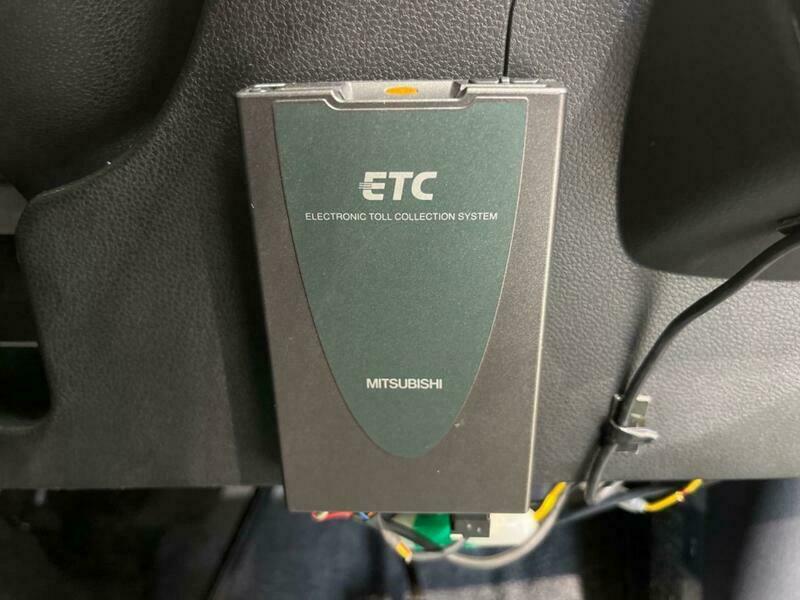 ETC
ELECTRONIC TOLL COLLECTION SYSTEM
MITSUBISHI